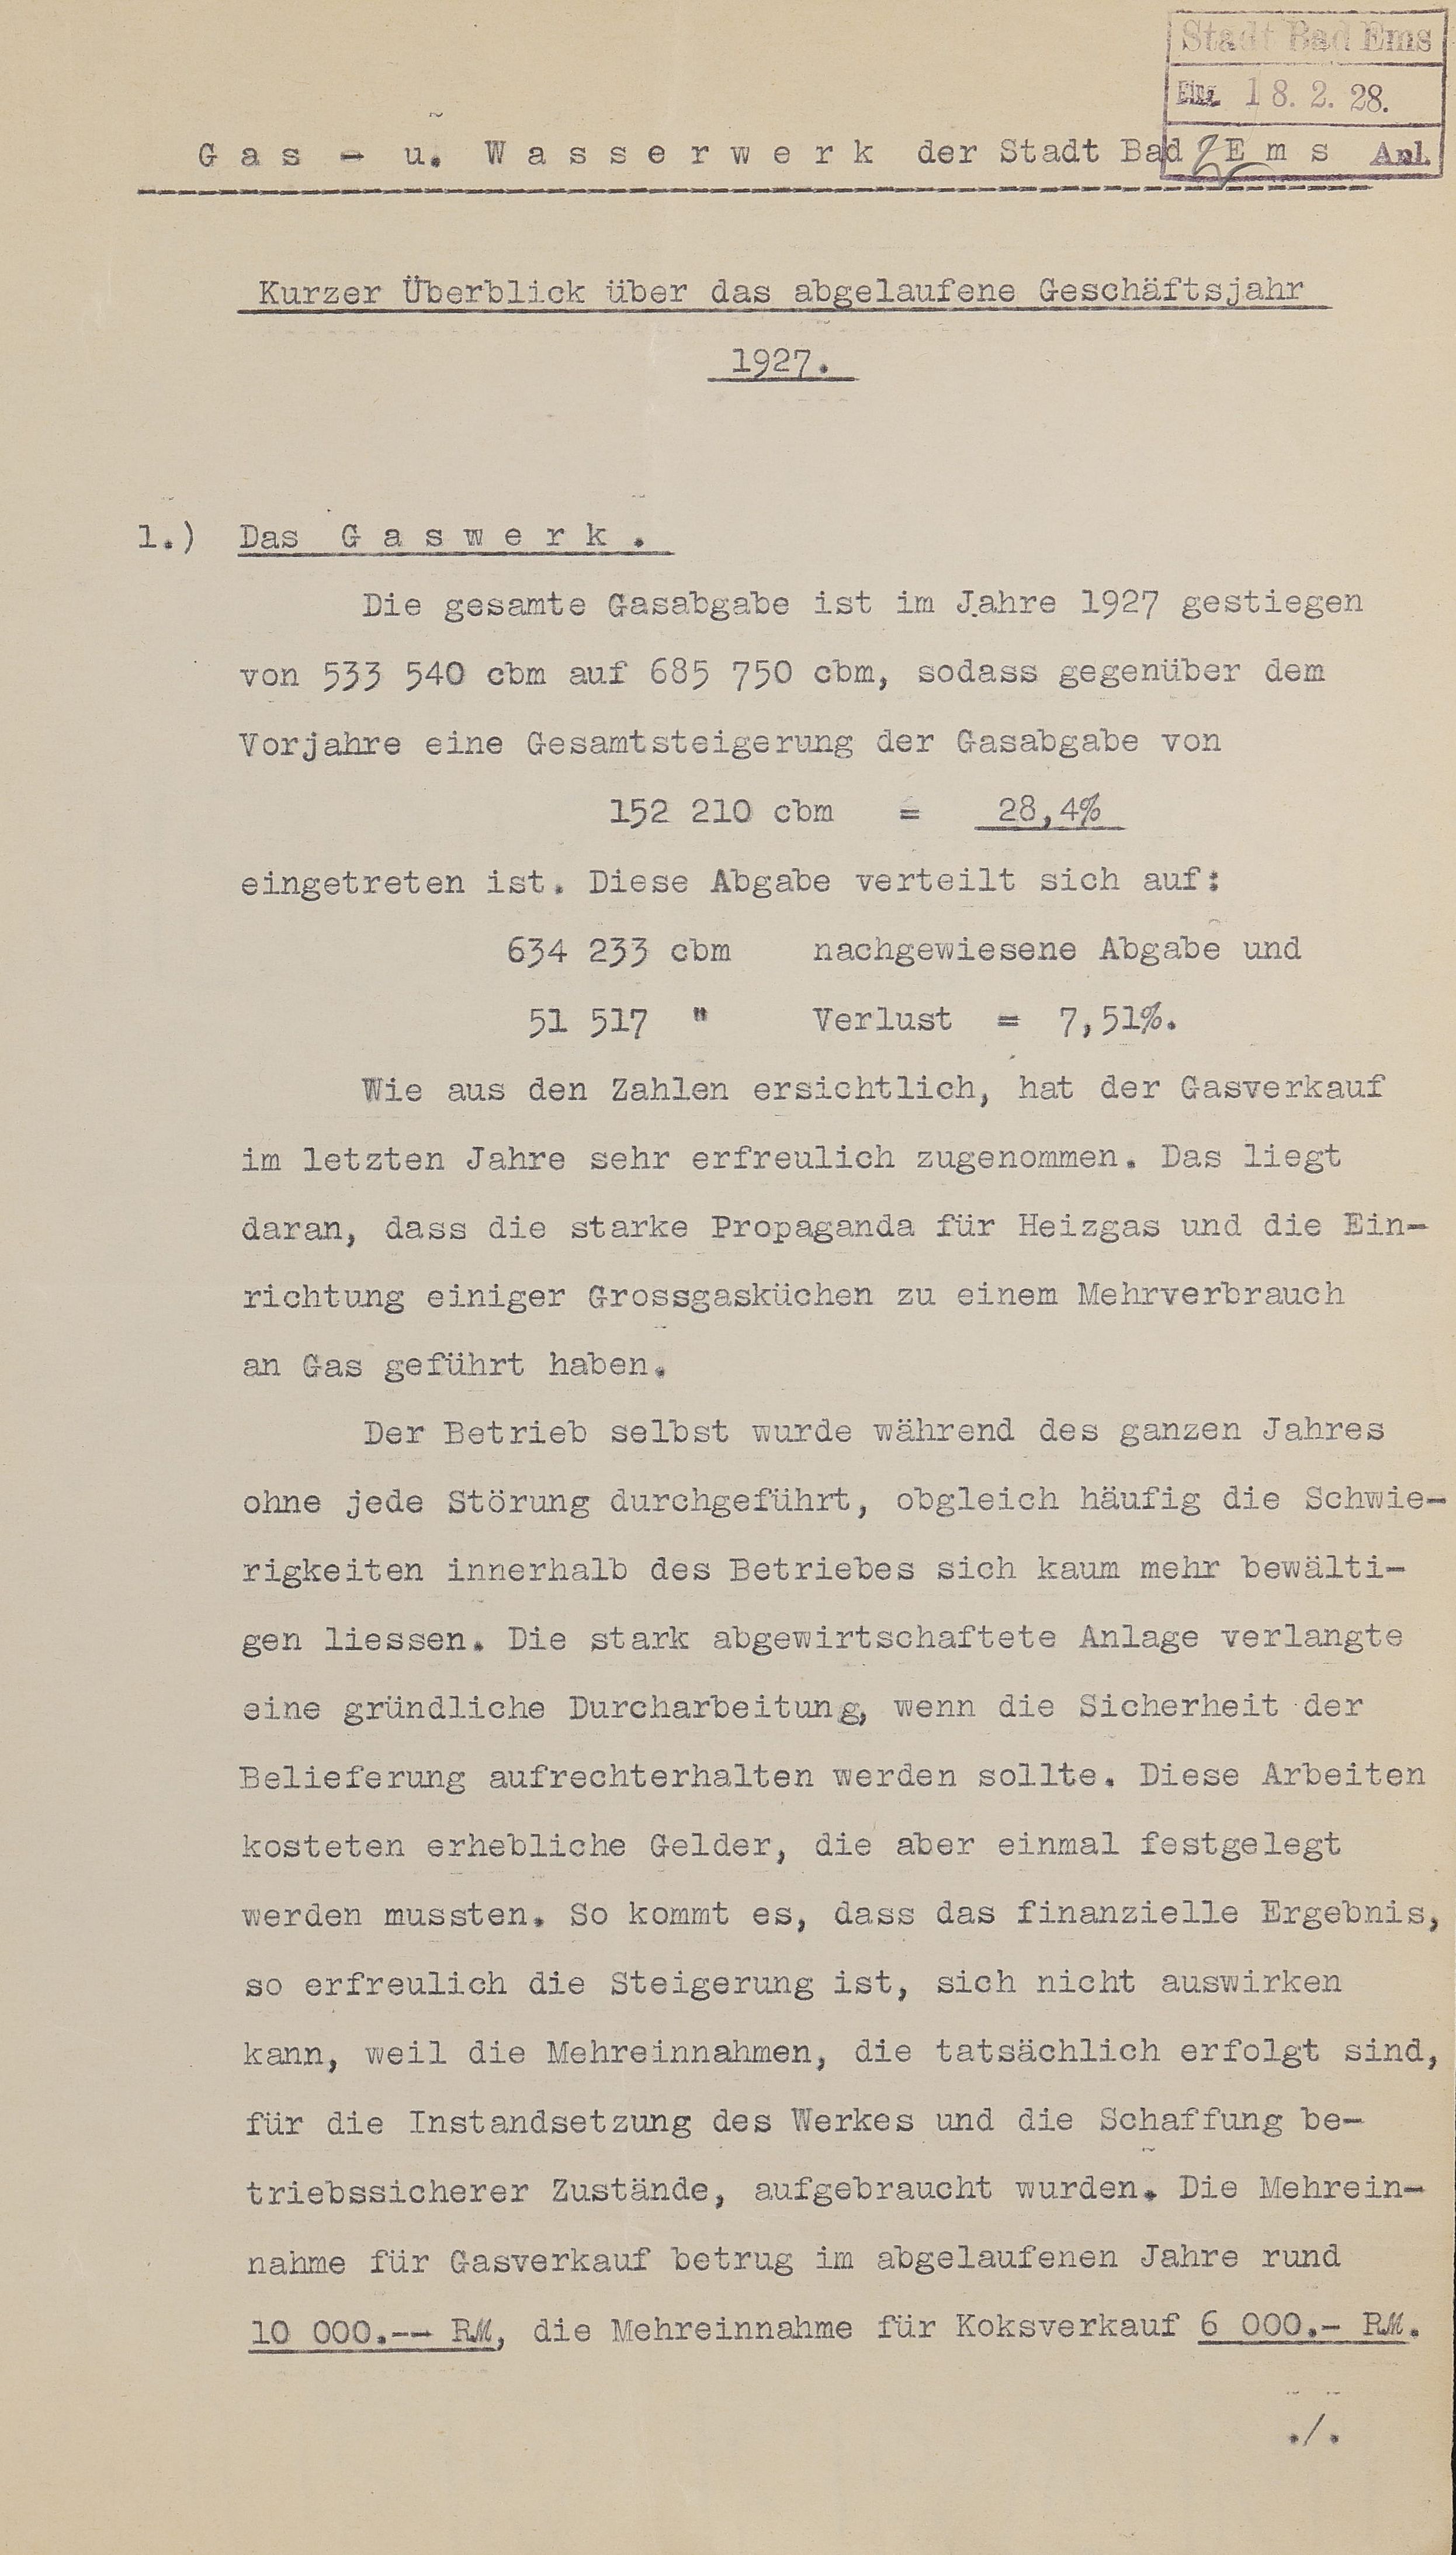 Stadt Bad Ems
Eing. 18. 2. 28.
Anl.
G a s - u. W a s s e r w e r k der Stadt Bad E m s
Kurzer Überblick über das abgelaufene Geschäftsjahr
1927.
1.) Das G a s w e r k .
Die gesamte Gasabgabe ist im Jahre 1927 gestiegen
von 533 540 cbm auf 685 750 cbm, sodass gegenüber dem
Vorjahre eine Gesamtsteigerung der Gasabgabe von
152 210 cbm = 28,4%
eingetreten ist. Diese Abgabe verteilt sich auf:
634 233 cbm nachgewiesene Abgabe und
51 517 " Verlust = 7,51%.
Wie aus den Zahlen ersichtlich, hat der Gasverkauf
im letzten Jahre sehr erfreulich zugenommen. Das liegt
daran, dass die starke Propaganda für Heizgas und die Ein-
richtung einiger Grossgasküchen zu einem Mehrverbrauch
an Gas geführt haben.
Der Betrieb selbst wurde während des ganzen Jahres
ohne jede Störung durchgeführt, obgleich häufig die Schwie-
rigkeiten innerhalb des Betriebes sich kaum mehr bewälti-
gen liessen. Die stark abgewirtschaftete Anlage verlangte
eine gründliche Durcharbeitung, wenn die Sicherheit der
Belieferung aufrechterhalten werden sollte. Diese Arbeiten
kosteten erhebliche Gelder, die aber einmal festgelegt
werden mussten. So kommt es, dass das finanzielle Ergebnis,
so erfreulich die Steigerung ist, sich nicht auswirken
kann, weil die Mehreinnahmen, die tatsächlich erfolgt sind,
für die Instandsetzung des Werkes und die Schaffung be-
triebssicherer Zustände, aufgebraucht wurden. Die Mehrein-
nahme für Gasverkauf betrug im abgelaufenen Jahre rund
10 000.-- RM, die Mehreinnahme für Koksverkauf 6 000.- RM.
./.